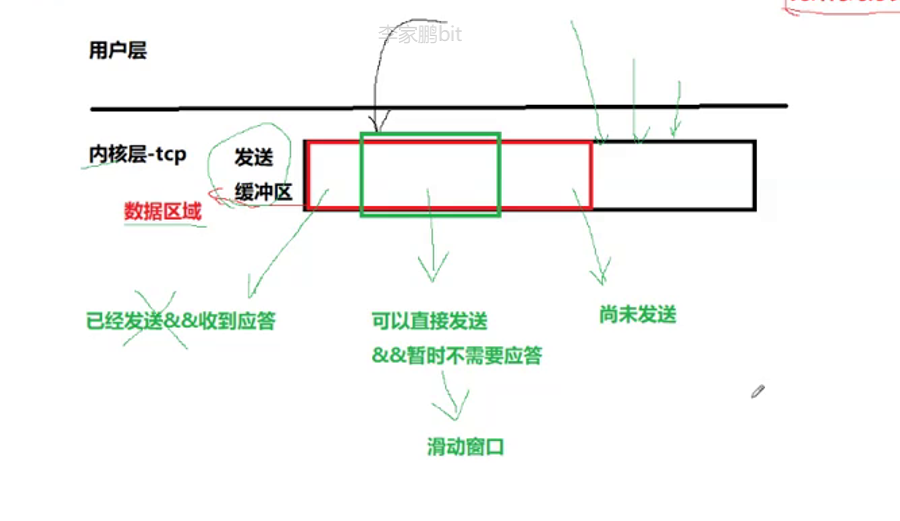 李家鹏bit
用户层
内核层-tcp
发送
缓冲区
数据区域
已经发送&&收到应答
可以直接发送
&&暂时不需要应答
尚未发送
滑动窗口